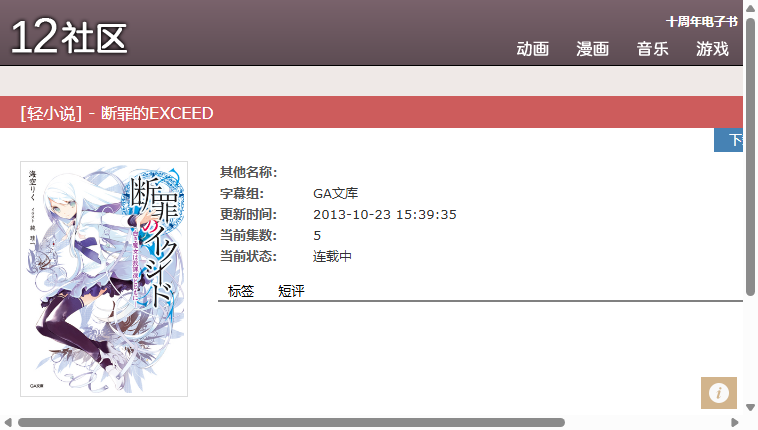 十周年电子书
12社区
动画 漫画 音乐 游戏
[轻小说] - 断罪的EXCEED
其他名称:
字幕组: GA文库
更新时间: 2013-10-23 15:39:35
当前集数: 5
当前状态: 连载中
标签 短评
海空りく
イラスト
断罪のイクシード
GA文庫